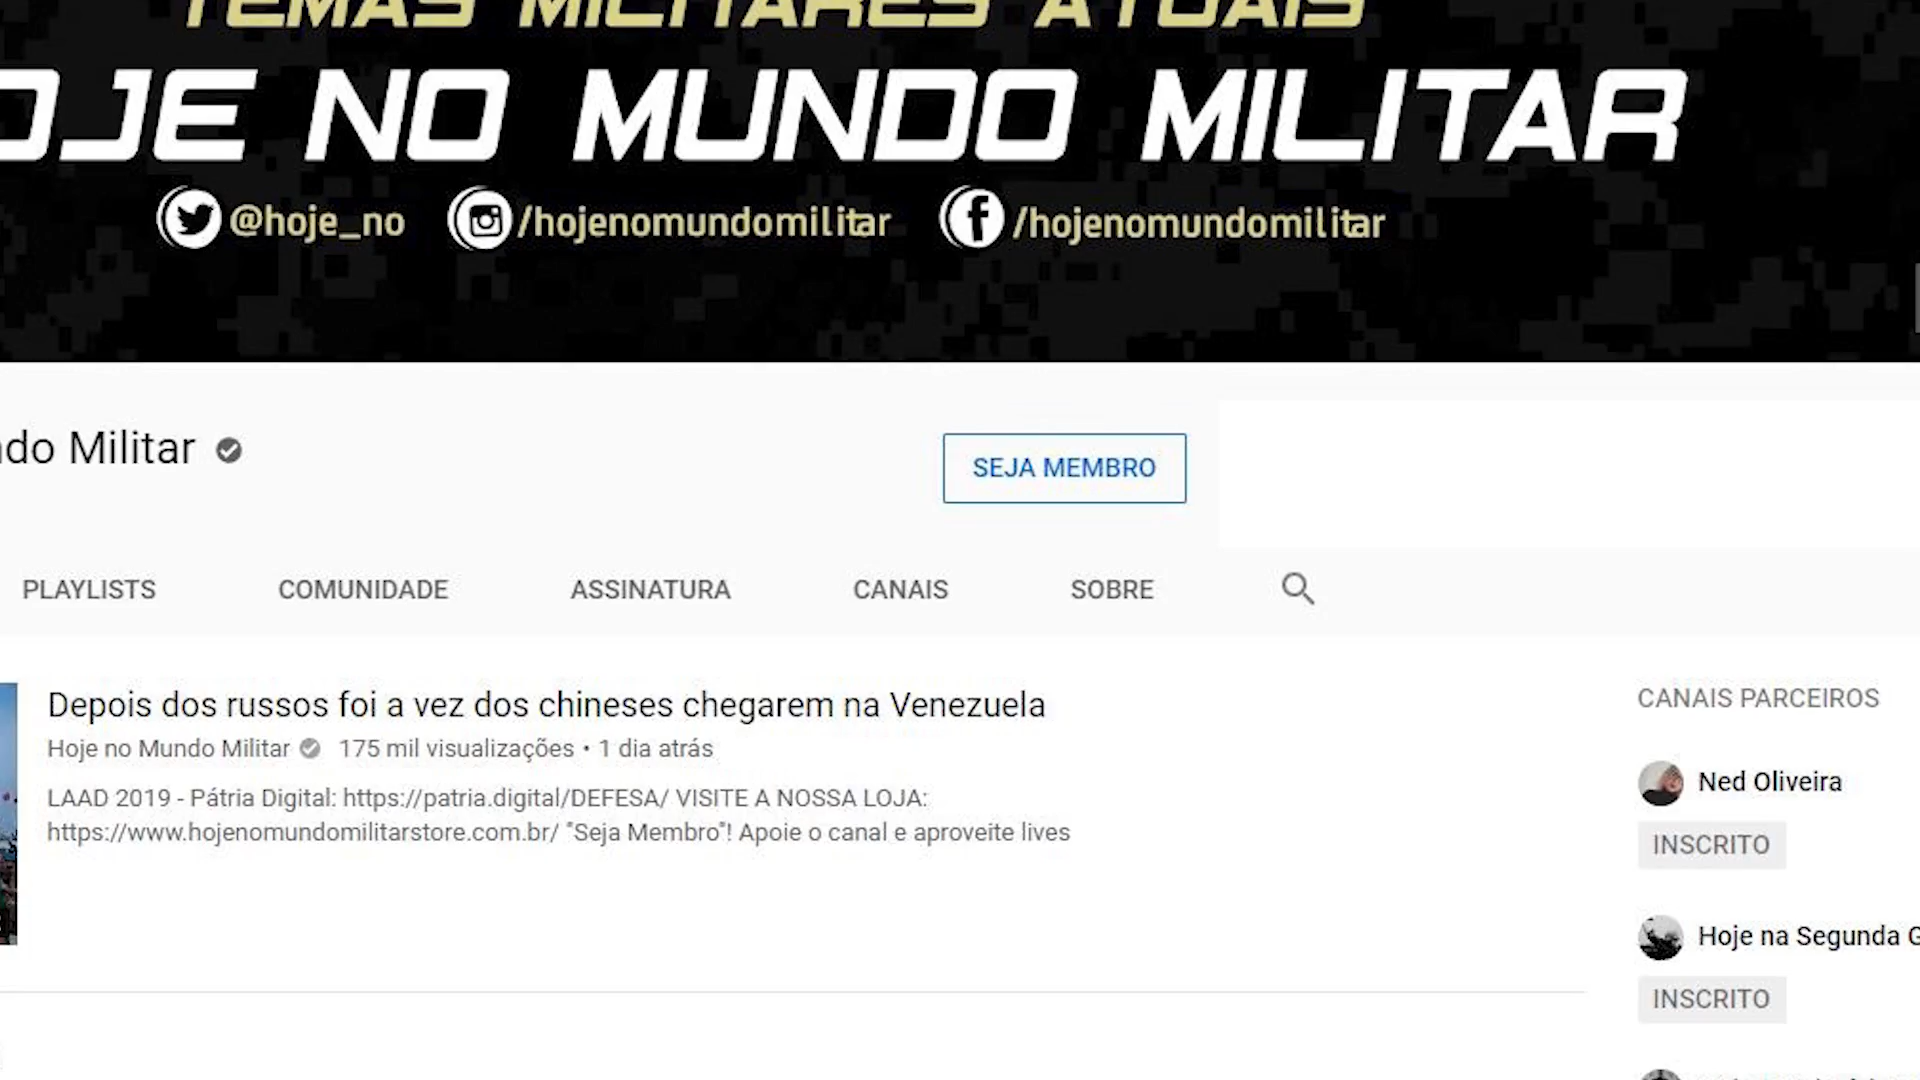 TEMAS MILITARES ATUAIS
OJE NO MUNDO MILITAR
@hoje_no /hojenomundomilitar /hojenomundomilitar
do Militar
SEJA MEMBRO
PLAYLISTS COMUNIDADE ASSINATURA CANAIS SOBRE
Depois dos russos foi a vez dos chineses chegarem na Venezuela
Hoje no Mundo Militar 175 mil visualizações • 1 dia atrás
LAAD 2019 - Pátria Digital: https://patria.digital/DEFESA/ VISITE A NOSSA LOJA:
https://www.hojenomundomilitarstore.com.br/ "Seja Membro"! Apoie o canal e aproveite lives
CANAIS PARCEIROS
Ned Oliveira
INSCRITO
Hoje na Segunda G
INSCRITO